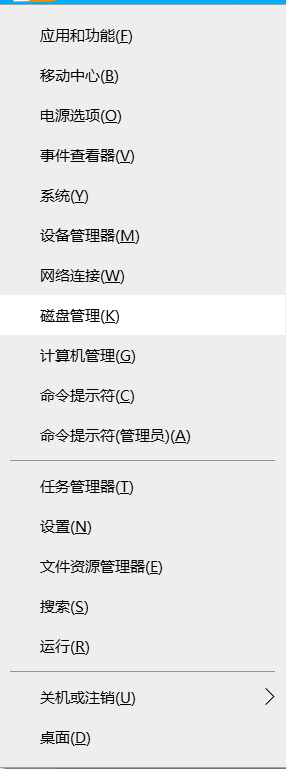 应用和功能(F)
移动中心(B)
电源选项(O)
事件查看器(V)
系统(Y)
设备管理器(M)
网络连接(W)
磁盘管理(K)
计算机管理(G)
命令提示符(C)
命令提示符(管理员)(A)
任务管理器(T)
设置(N)
文件资源管理器(E)
搜索(S)
运行(R)
关机或注销(U)
桌面(D)